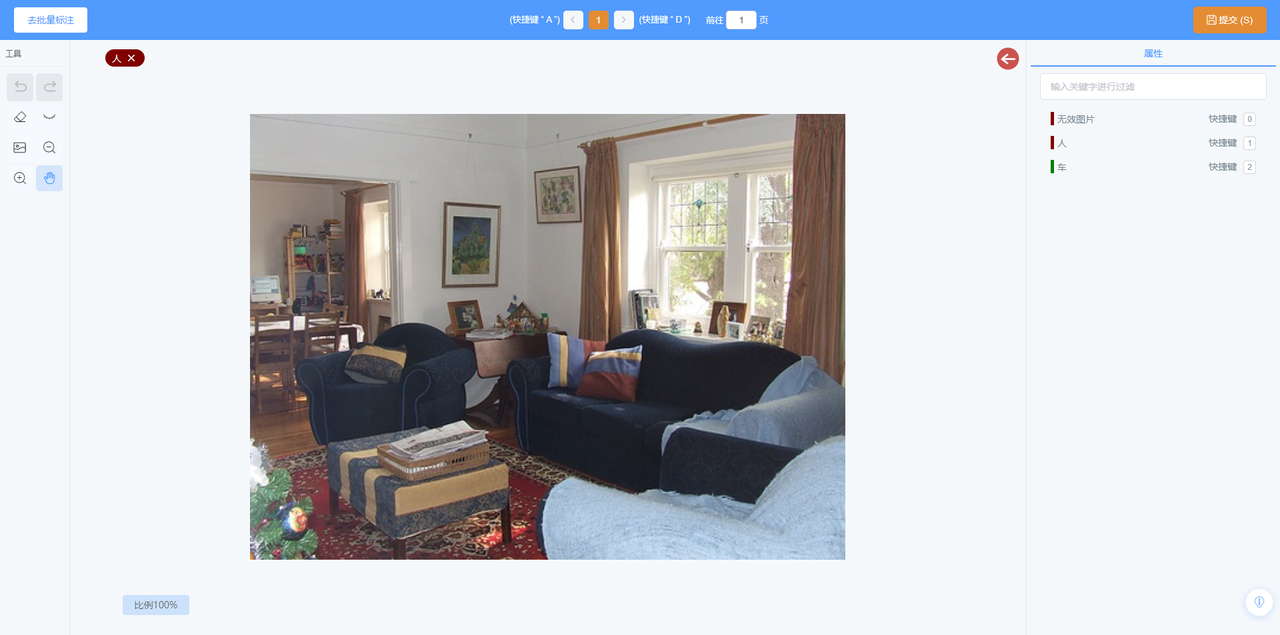 去批量标注
(快捷键 " A ")
1
(快捷键 " D ")
前往 1 页
提交 (S)
工具
人
属性
输入关键字进行过滤
无效图片 快捷键 0
人 快捷键 1
车 快捷键 2
比例100%